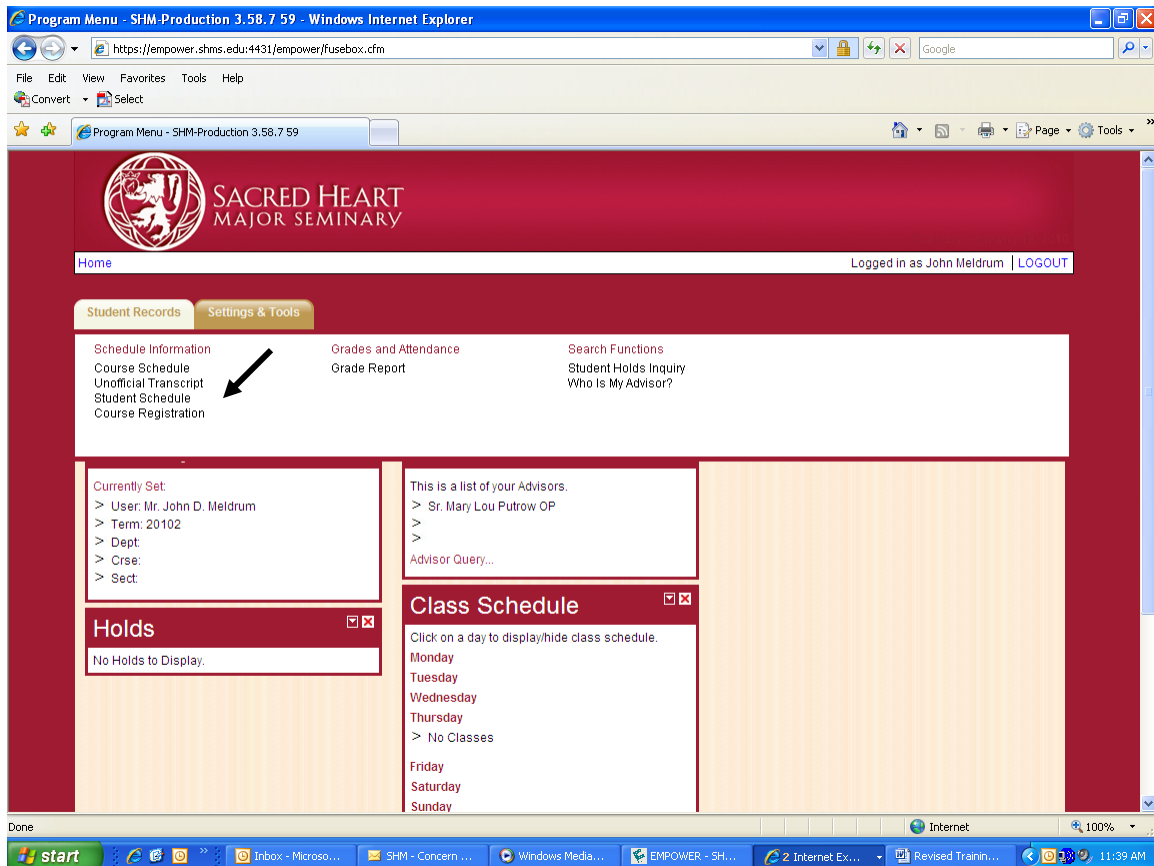 Program Menu - SHM-Production 3.58.7 59 - Windows Internet Explorer
https://empower.shms.edu:4431/empower/fusebox.cfm
Google
File Edit View Favorites Tools Help
Convert Select
Program Menu - SHM-Production 3.58.7 59
Page Tools
SACRED HEART
MAJOR SEMINARY
Home Logged in as John Meldrum | LOGOUT
Student Records Settings & Tools
Schedule Information Grades and Attendance Search Functions
Course Schedule Grade Report Student Holds Inquiry
Unofficial Transcript Who Is My Advisor?
Student Schedule
Course Registration
Currently Set:
> User: Mr. John D. Meldrum
> Term: 20102
> Dept:
> Crse:
> Sect:
Holds
No Holds to Display.
This is a list of your Advisors.
> Sr. Mary Lou Putrow OP
>
>
Advisor Query...
Class Schedule
Click on a day to display/hide class schedule.
Monday
Tuesday
Wednesday
Thursday
> No Classes
Friday
Saturday
Sunday
Done Internet 100%
start Inbox - Microso... SHM - Concern ... Windows Media... EMPOWER - SH... 2 Internet Ex... Revised Trainin... 11:39 AM